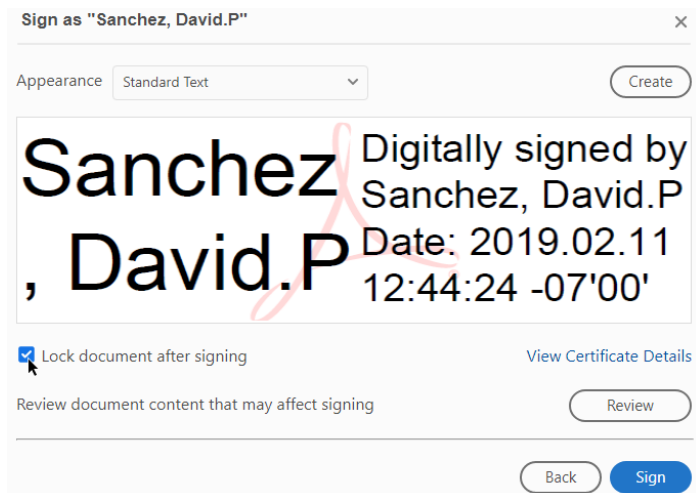 Sign as "Sanchez, David.P"
Appearance Standard Text Create
Sanchez
, David.P
Digitally signed by
Sanchez, David.P
Date: 2019.02.11
12:44:24 -07'00'
Lock document after signing View Certificate Details
Review document content that may affect signing Review
Back Sign